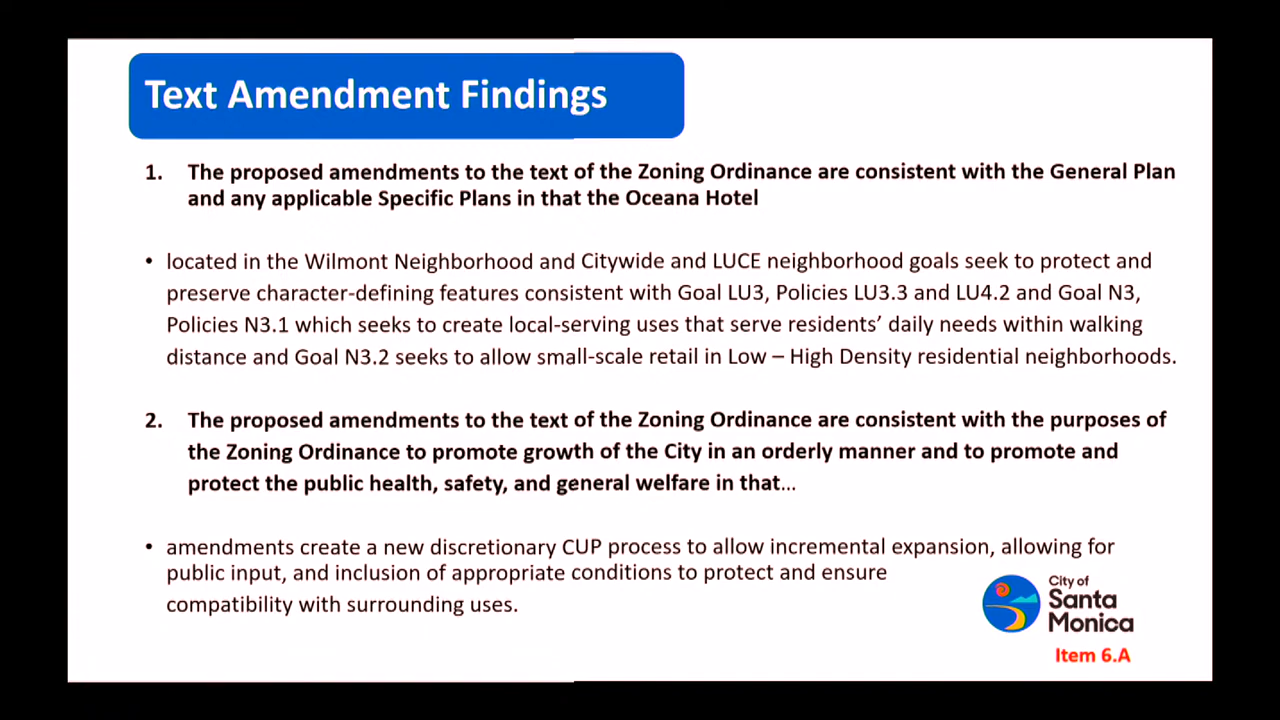 Text Amendment Findings
1. The proposed amendments to the text of the Zoning Ordinance are consistent with the General Plan
and any applicable Specific Plans in that the Oceana Hotel
• located in the Wilmont Neighborhood and Citywide and LUCE neighborhood goals seek to protect and
preserve character-defining features consistent with Goal LU3, Policies LU3.3 and LU4.2 and Goal N3,
Policies N3.1 which seeks to create local-serving uses that serve residents’ daily needs within walking
distance and Goal N3.2 seeks to allow small-scale retail in Low – High Density residential neighborhoods.
2. The proposed amendments to the text of the Zoning Ordinance are consistent with the purposes of
the Zoning Ordinance to promote growth of the City in an orderly manner and to promote and
protect the public health, safety, and general welfare in that…
• amendments create a new discretionary CUP process to allow incremental expansion, allowing for
public input, and inclusion of appropriate conditions to protect and ensure
compatibility with surrounding uses.
City of
Santa
Monica
Item 6.A